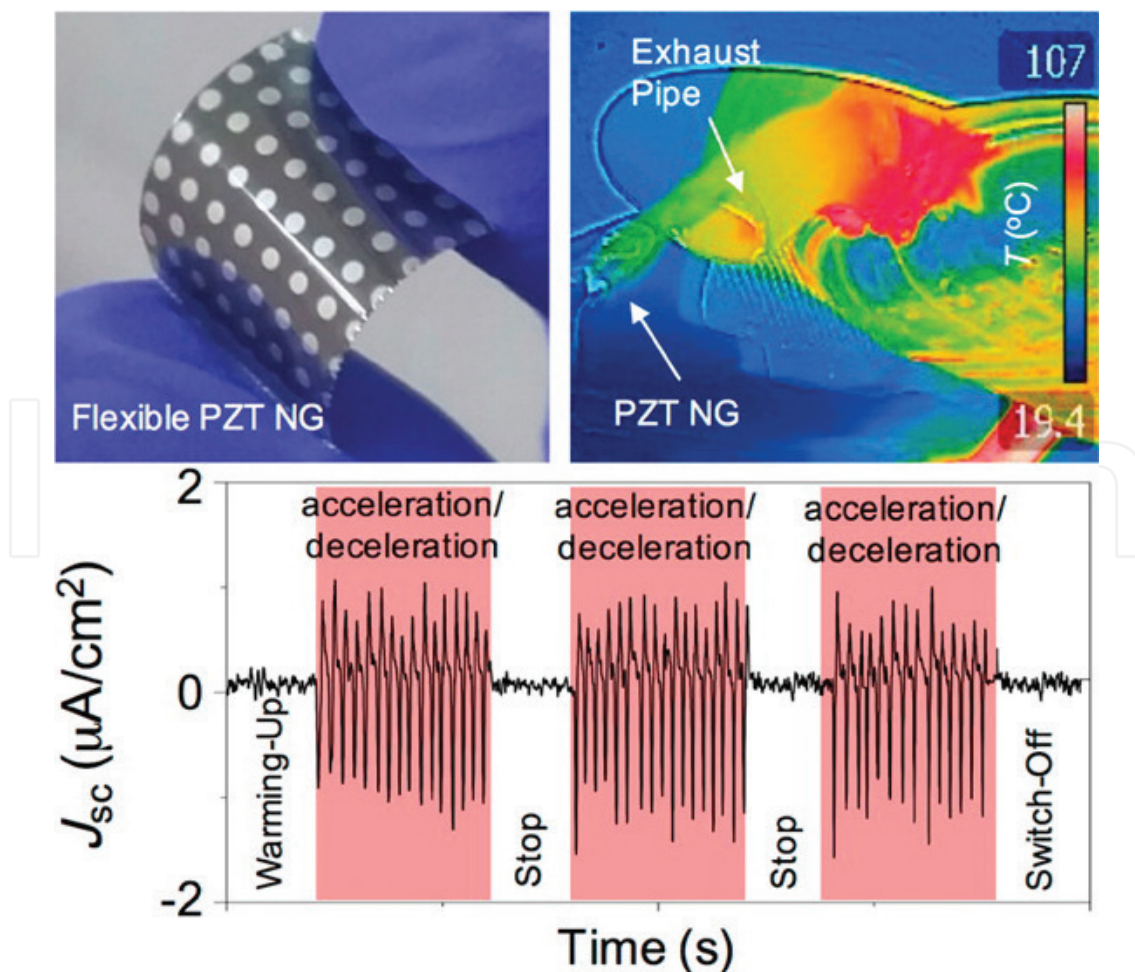 Flexible PZT NG
Exhaust
Pipe
107
T (ºC)
PZT NG
19.4
2
0
-2
Jsc (μA/cm²)
acceleration/
deceleration
acceleration/
deceleration
acceleration/
deceleration
Warming-Up
Stop
Stop
Switch-Off
Time (s)